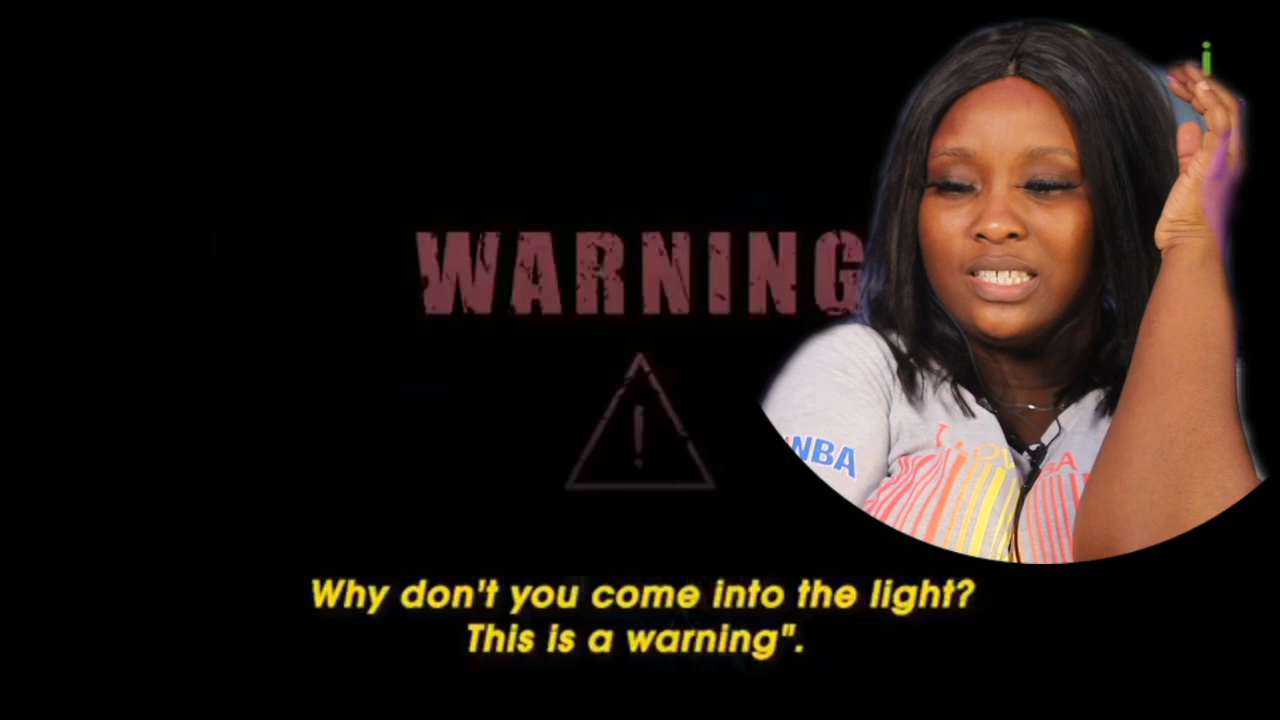 i
WARNING
!
NBA
Why don't you come into the light?
This is a warning".